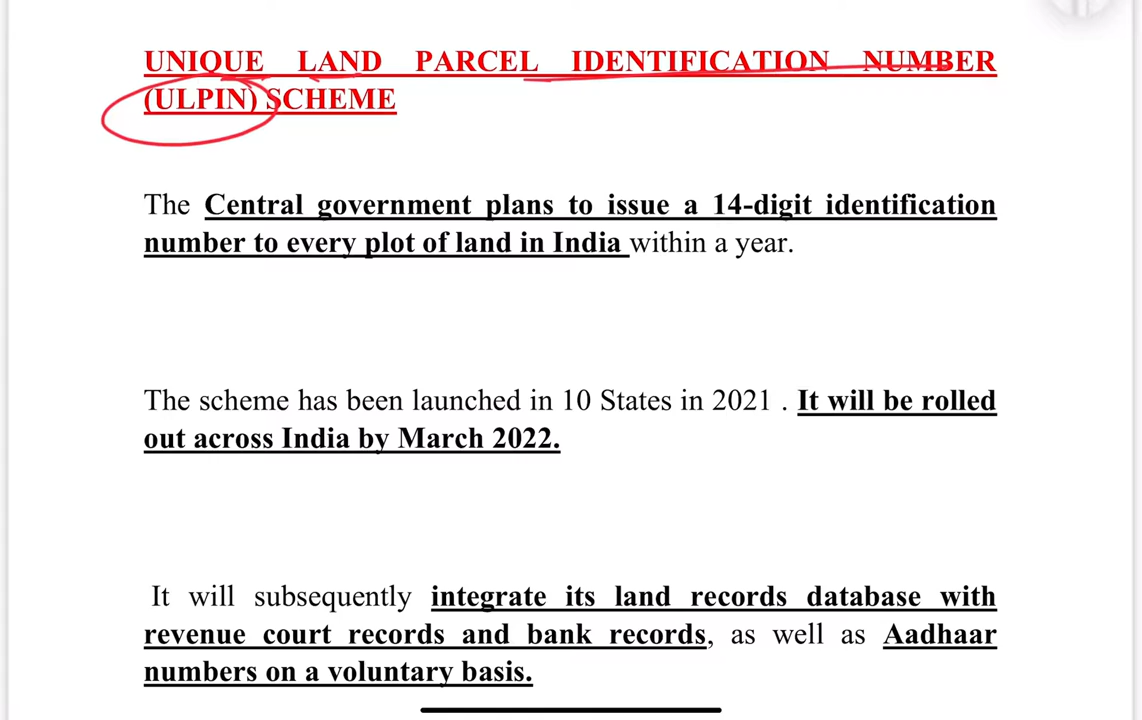 UNIQUE LAND PARCEL IDENTIFICATION NUMBER
(ULPIN) SCHEME
The Central government plans to issue a 14-digit identification
number to every plot of land in India within a year.
The scheme has been launched in 10 States in 2021 . It will be rolled
out across India by March 2022.
It will subsequently integrate its land records database with
revenue court records and bank records, as well as Aadhaar
numbers on a voluntary basis.